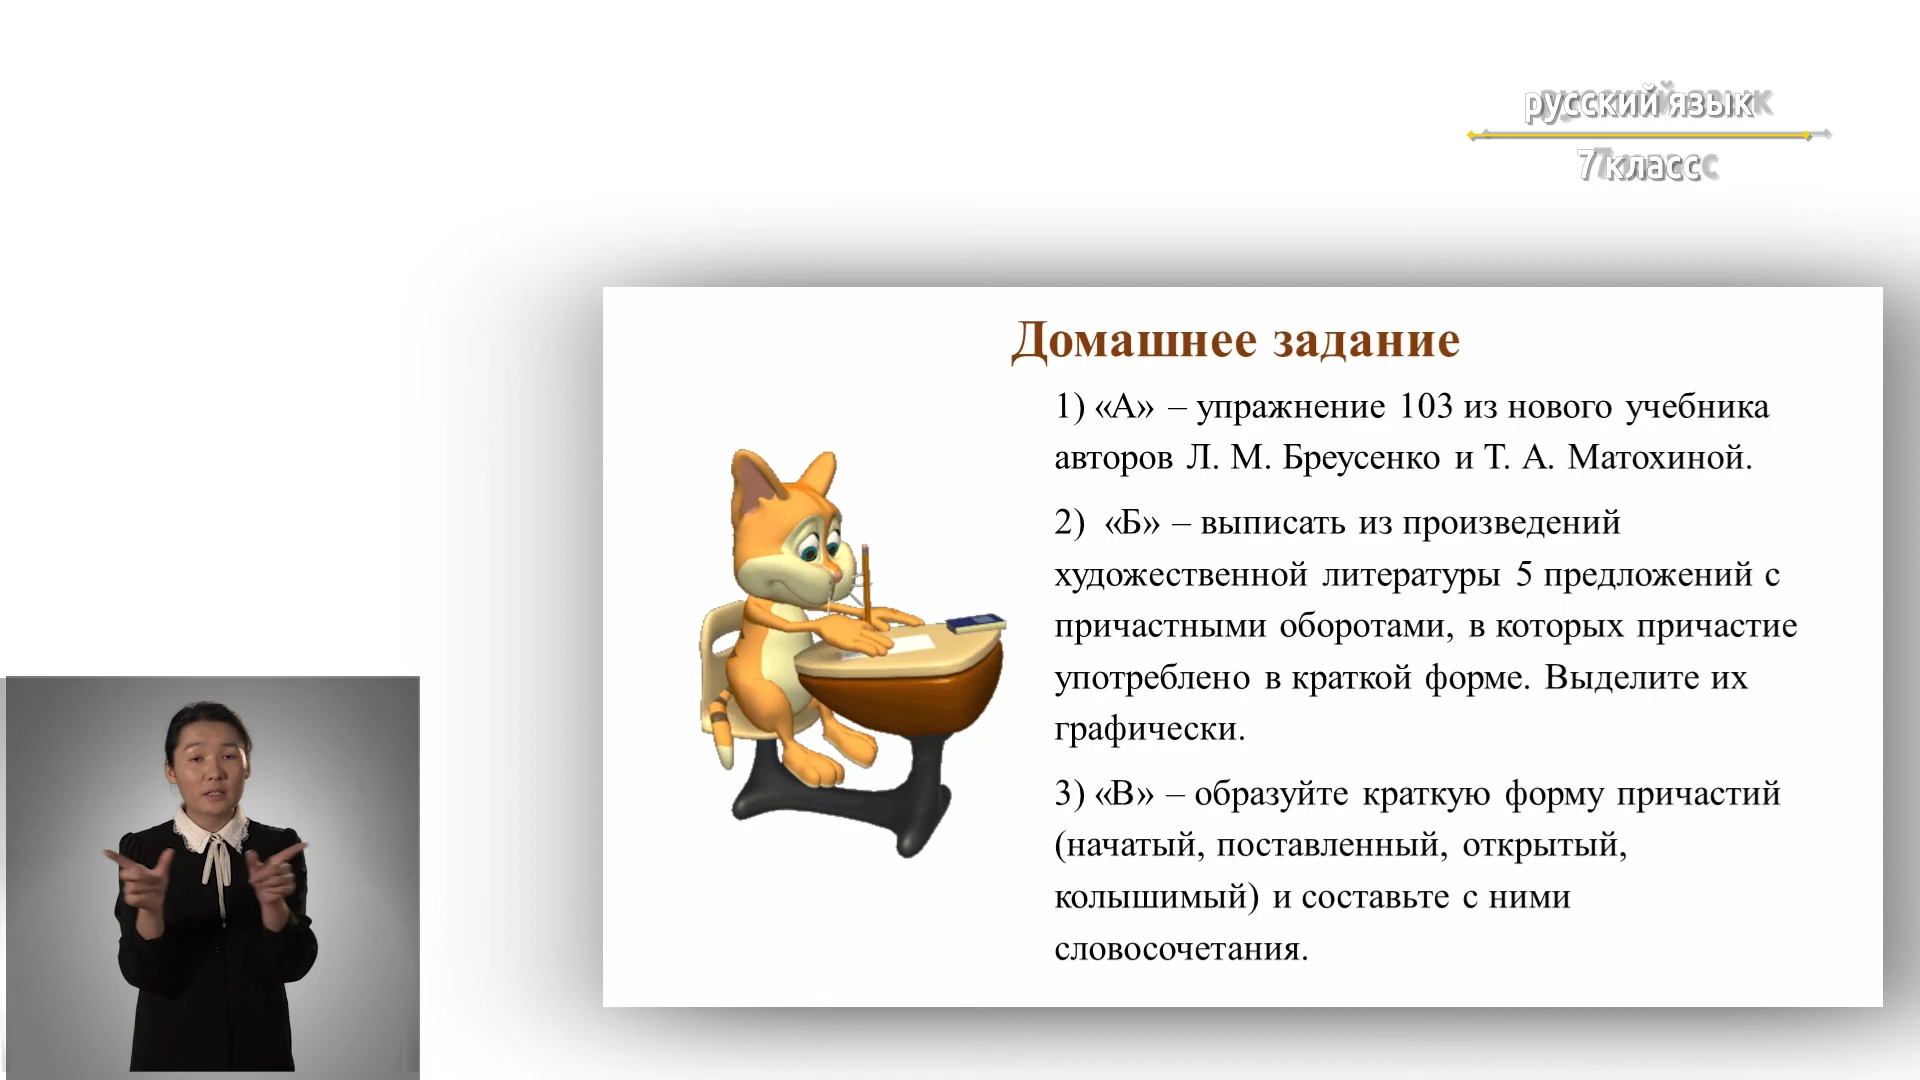 русский язык
7 класс
Домашнее задание
1) «А» – упражнение 103 из нового учебника
авторов Л. М. Бреусенко и Т. А. Матохиной.
2) «Б» – выписать из произведений
художественной литературы 5 предложений с
причастными оборотами, в которых причастие
употреблено в краткой форме. Выделите их
графически.
3) «В» – образуйте краткую форму причастий
(начатый, поставленный, открытый,
колышимый) и составьте с ними
словосочетания.